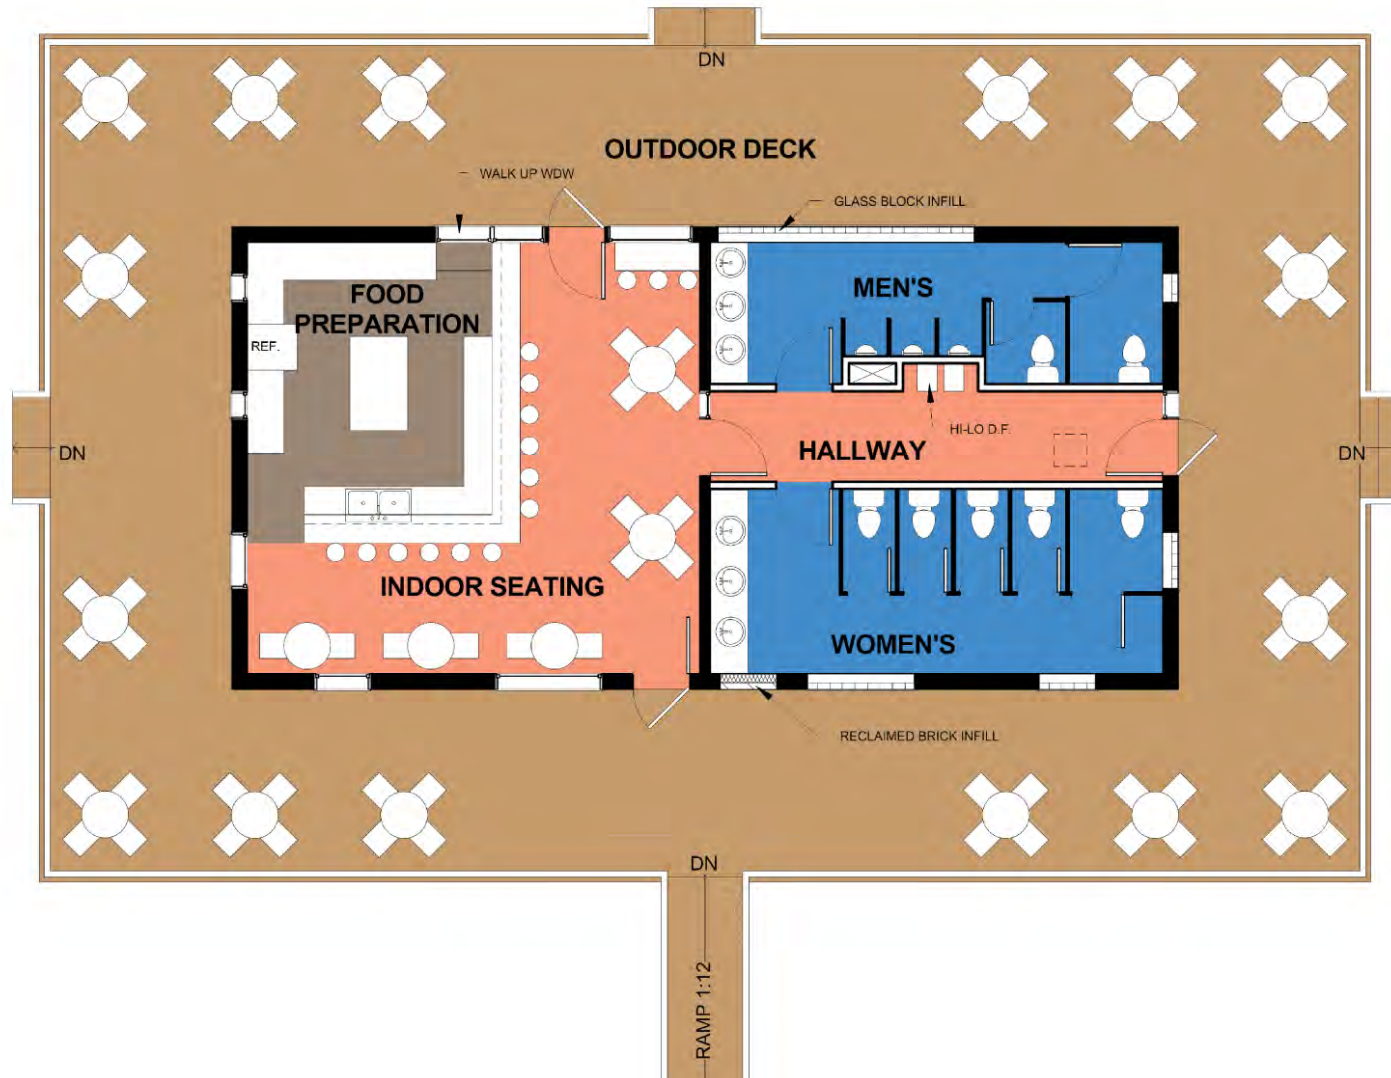 DN
OUTDOOR DECK
WALK UP WDW
GLASS BLOCK INFILL
FOOD
PREPARATION
MEN'S
REF.
HI-LO D.F.
HALLWAY
DN
DN
INDOOR SEATING
WOMEN'S
RECLAIMED BRICK INFILL
DN
RAMP 1:12